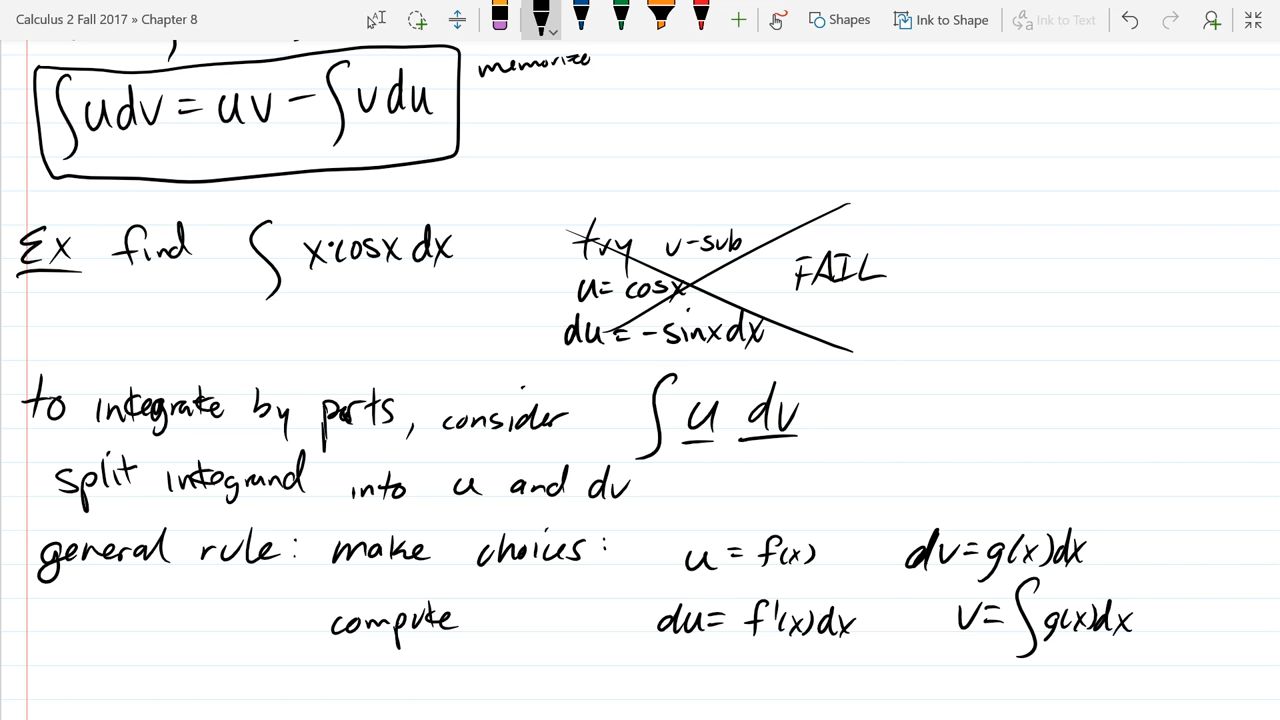 Calculus 2 Fall 2017 » Chapter 8
Shapes
Ink to Shape
Ink to Text
memorize
∫udv = uv - ∫vdu
Ex find ∫ x·cosx dx
try u-sub
u= cosx
du= -sinxdx
FAIL
to integrate by parts, consider ∫ u dv
split integrand into u and dv
general rule: make choices: u = f(x) dv=g(x)dx
compute du= f'(x)dx v=∫g(x)dx